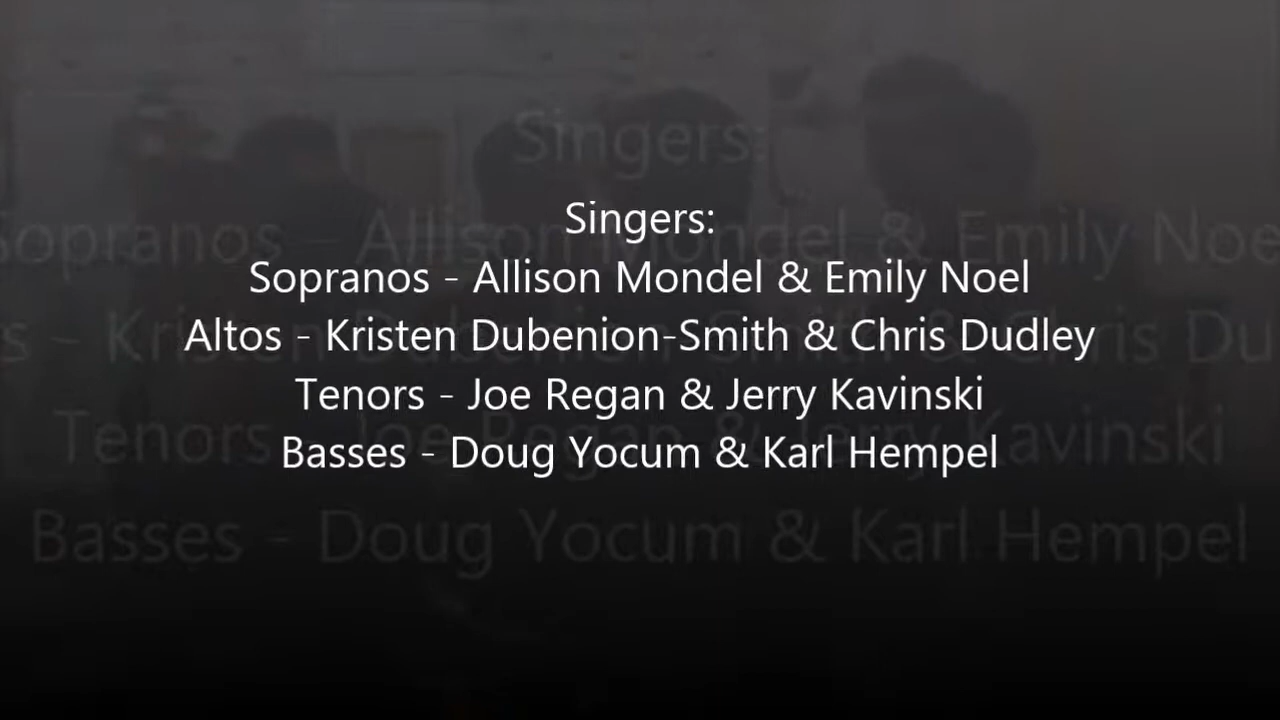 Singers:
Sopranos - Allison Mondel & Emily Noel
Altos - Kristen Dubenion-Smith & Chris Dudley
Tenors - Joe Regan & Jerry Kavinski
Basses - Doug Yocum & Karl Hempel